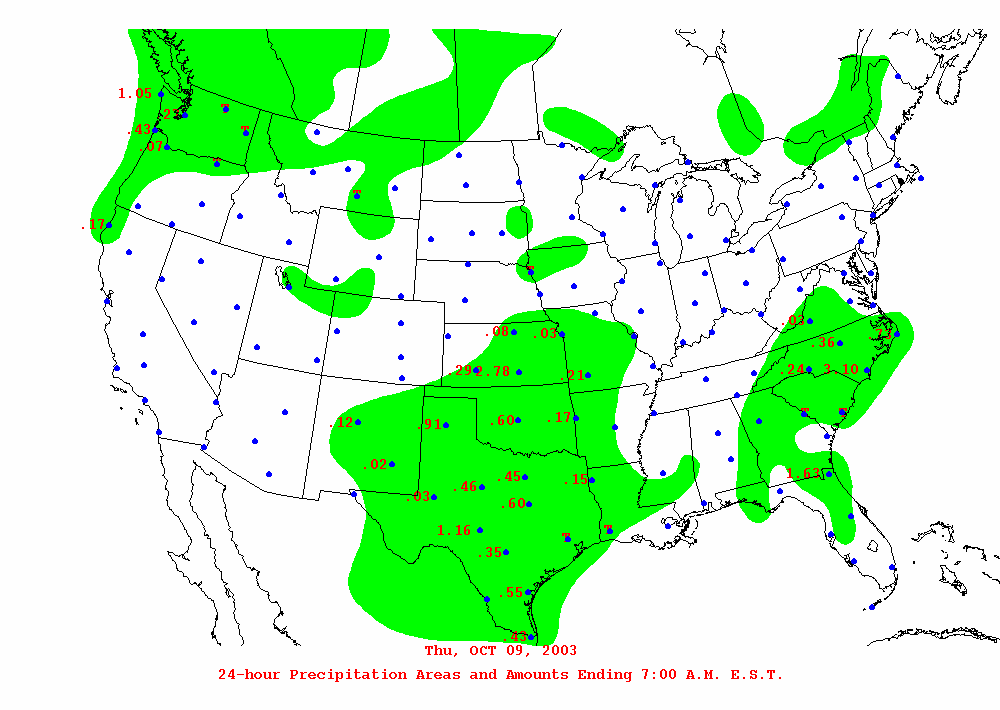 1.05
T
.23
.43
T
.07
T
T
.17
T
.08 .03
.03
.36
.73
.29 2.78
.21
.24 3.10
T T
.12
.91
.60 .17
.02
.46 .45
.15
1.63
.03
.60
1.16
T T
.35
.55
.43
Thu, OCT 09, 2003
24-hour Precipitation Areas and Amounts Ending 7:00 A.M. E.S.T.